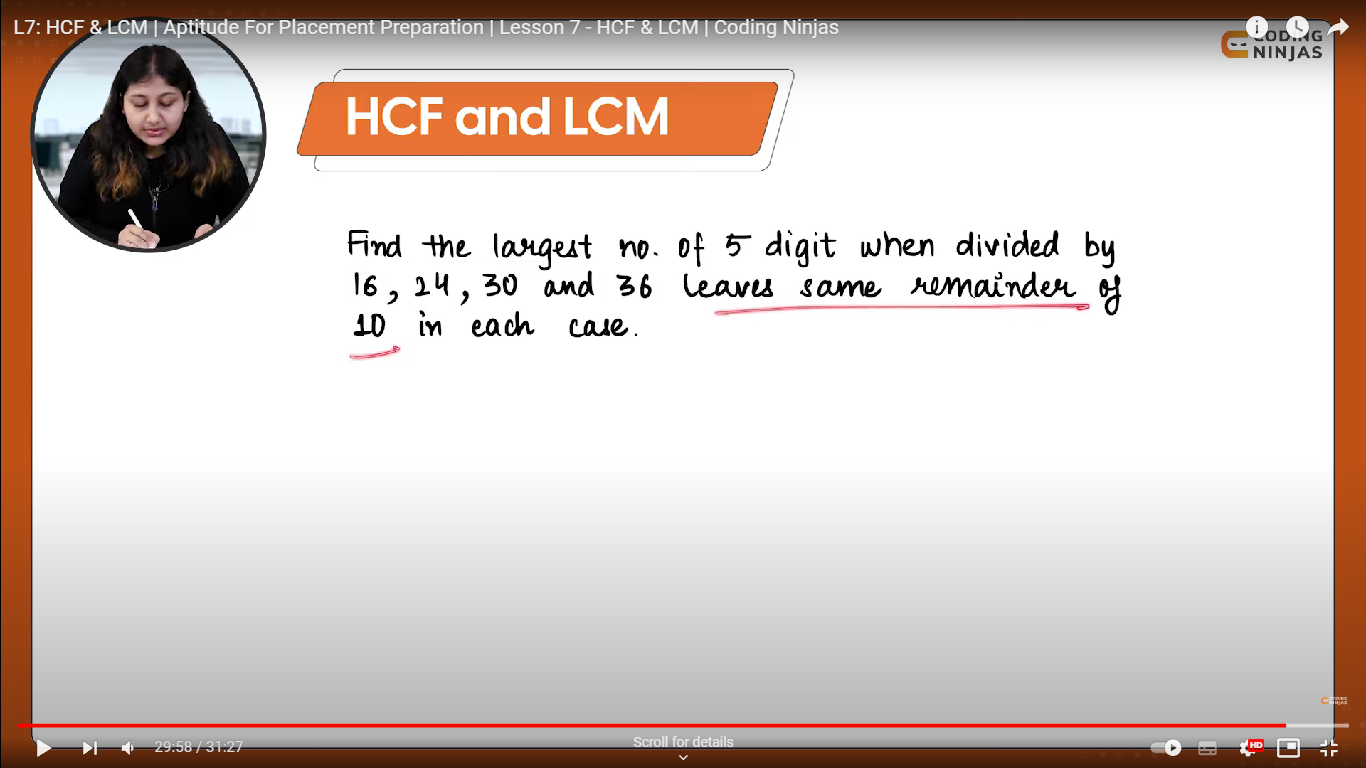 L7: HCF & LCM | Aptitude For Placement Preparation | Lesson 7 - HCF & LCM | Coding Ninjas
CODING
NINJAS
HCF and LCM
Find the largest no. of 5 digit when divided by
16, 24, 30 and 36 leaves same remainder of
10 in each case.
CODING
NINJAS
29:58 / 31:27
Scroll for details
HD